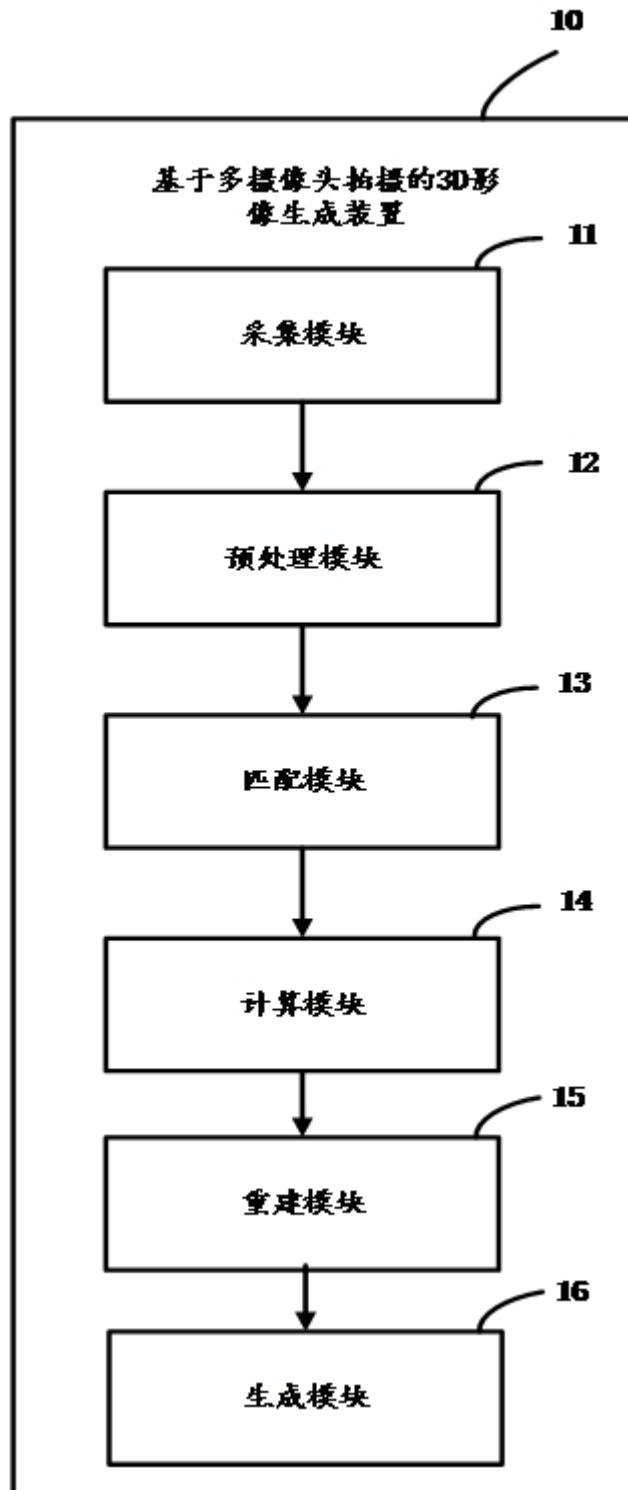 10
基于多摄像头拍摄的3D形
像生成装置
11
采集模块
12
预处理模块
13
匹配模块
14
计算模块
15
重建模块
16
生成模块